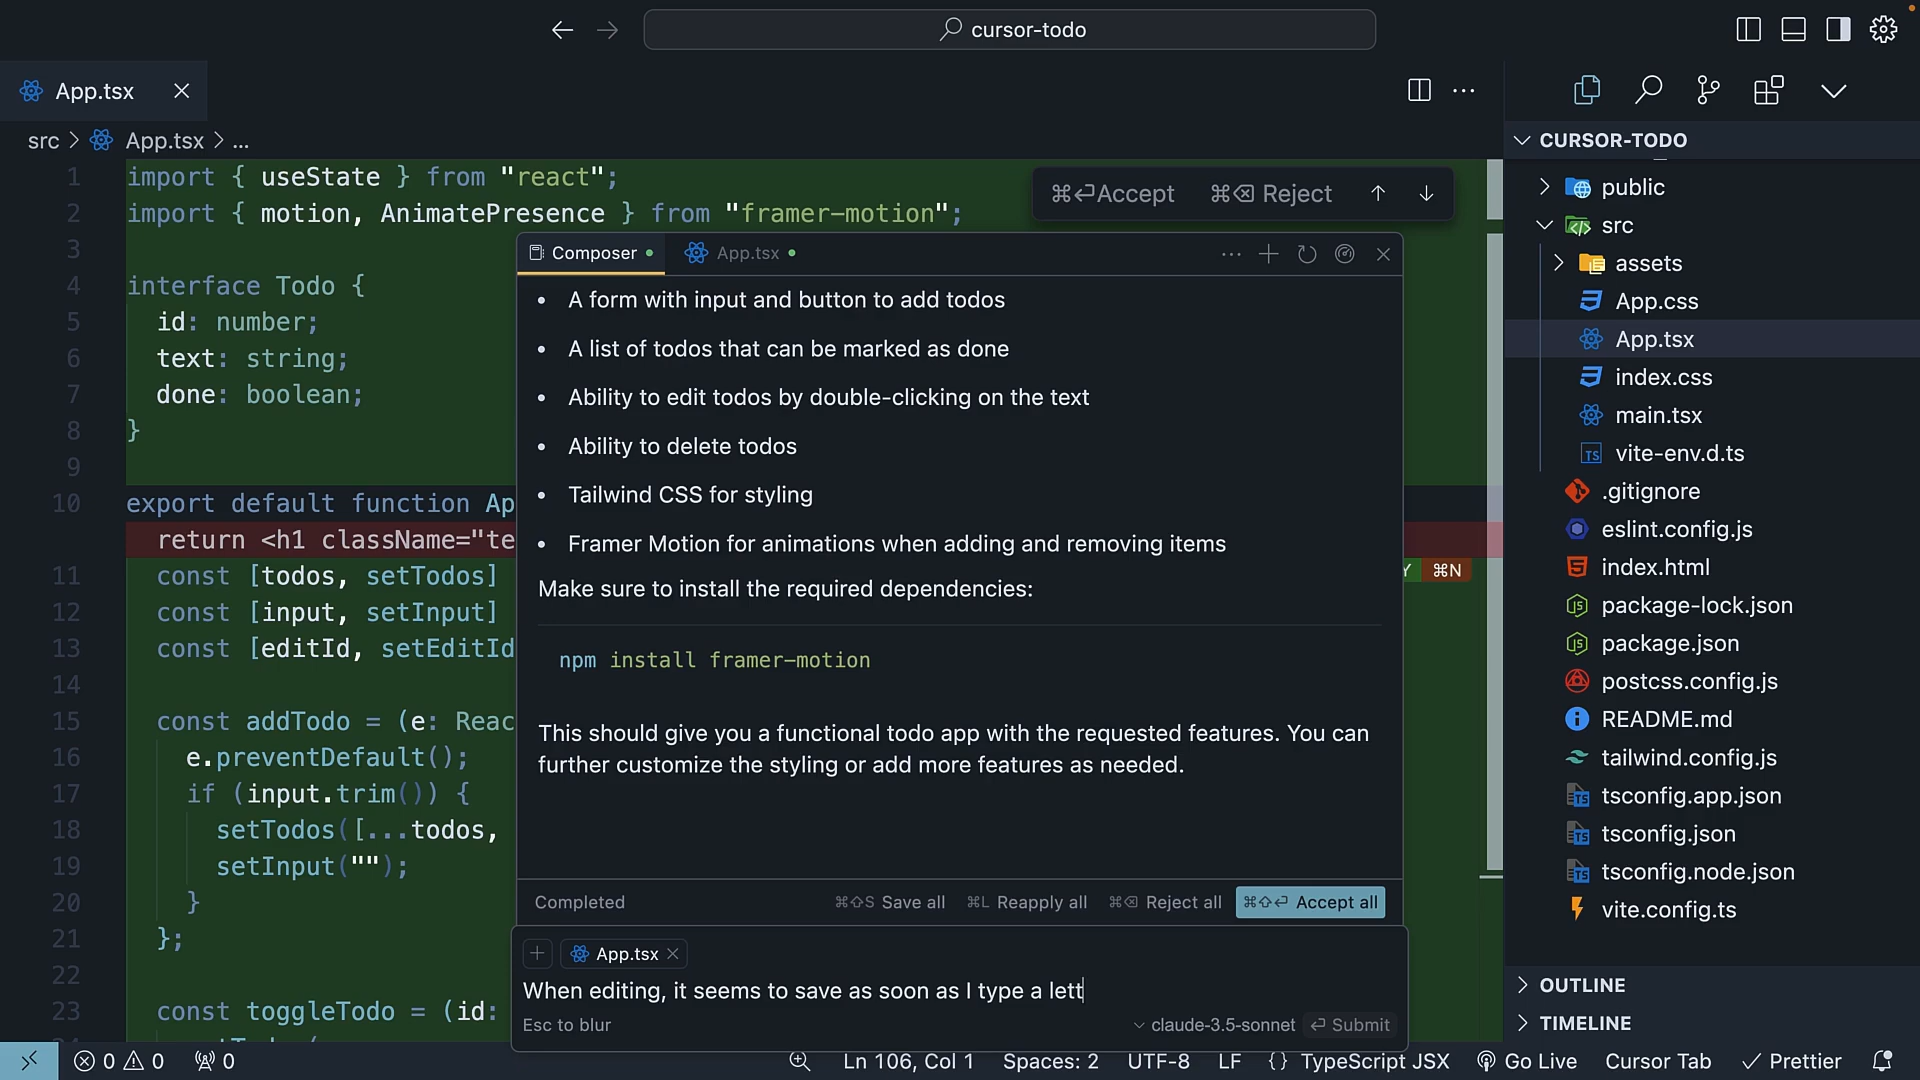 cursor-todo
App.tsx
src > App.tsx > ...
1 import { useState } from "react";
2 import { motion, AnimatePresence } from "framer-motion";
3
4 interface Todo {
5 id: number;
6 text: string;
7 done: boolean;
8 }
9
10 export default function Ap
return <h1 className="te
11 const [todos, setTodos]
12 const [input, setInput]
13 const [editId, setEditId
14
15 const addTodo = (e: Reac
16 e.preventDefault();
17 if (input.trim()) {
18 setTodos([...todos,
19 setInput("");
20 }
21 };
22
23 const toggleTodo = (id:
⌘⏎Accept ⌘⌫ Reject ↑ ↓
Y ⌘N
Composer App.tsx
• A form with input and button to add todos
• A list of todos that can be marked as done
• Ability to edit todos by double-clicking on the text
• Ability to delete todos
• Tailwind CSS for styling
• Framer Motion for animations when adding and removing items
Make sure to install the required dependencies:
npm install framer-motion
This should give you a functional todo app with the requested features. You can
further customize the styling or add more features as needed.
Completed ⌘⇧S Save all ⌘L Reapply all ⌘⌫ Reject all ⌘⇧⏎ Accept all
+ App.tsx
When editing, it seems to save as soon as I type a lett
Esc to blur claude-3.5-sonnet ⏎ Submit
CURSOR-TODO
public
src
assets
App.css
App.tsx
index.css
main.tsx
vite-env.d.ts
.gitignore
eslint.config.js
index.html
package-lock.json
package.json
postcss.config.js
README.md
tailwind.config.js
tsconfig.app.json
tsconfig.json
tsconfig.node.json
vite.config.ts
OUTLINE
TIMELINE
0 0 0 Ln 106, Col 1 Spaces: 2 UTF-8 LF {} TypeScript JSX Go Live Cursor Tab Prettier